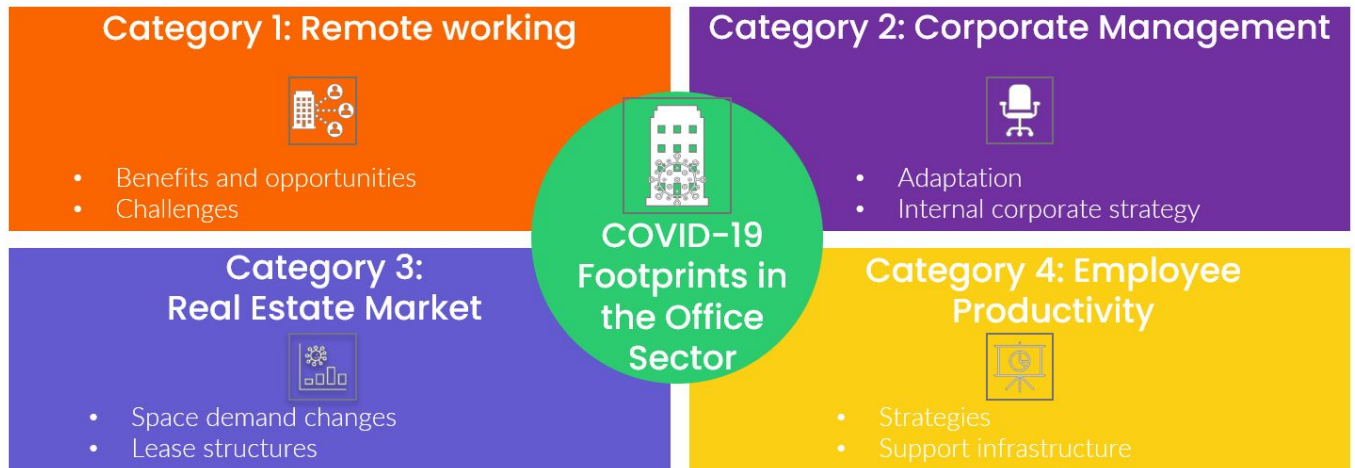 Category 1: Remote working
• Benefits and opportunities
• Challenges
Category 2: Corporate Management
• Adaptation
• Internal corporate strategy
COVID-19
Footprints in
the Office
Sector
Category 3:
Real Estate Market
• Space demand changes
• Lease structures
Category 4: Employee
Productivity
• Strategies
• Support infrastructure